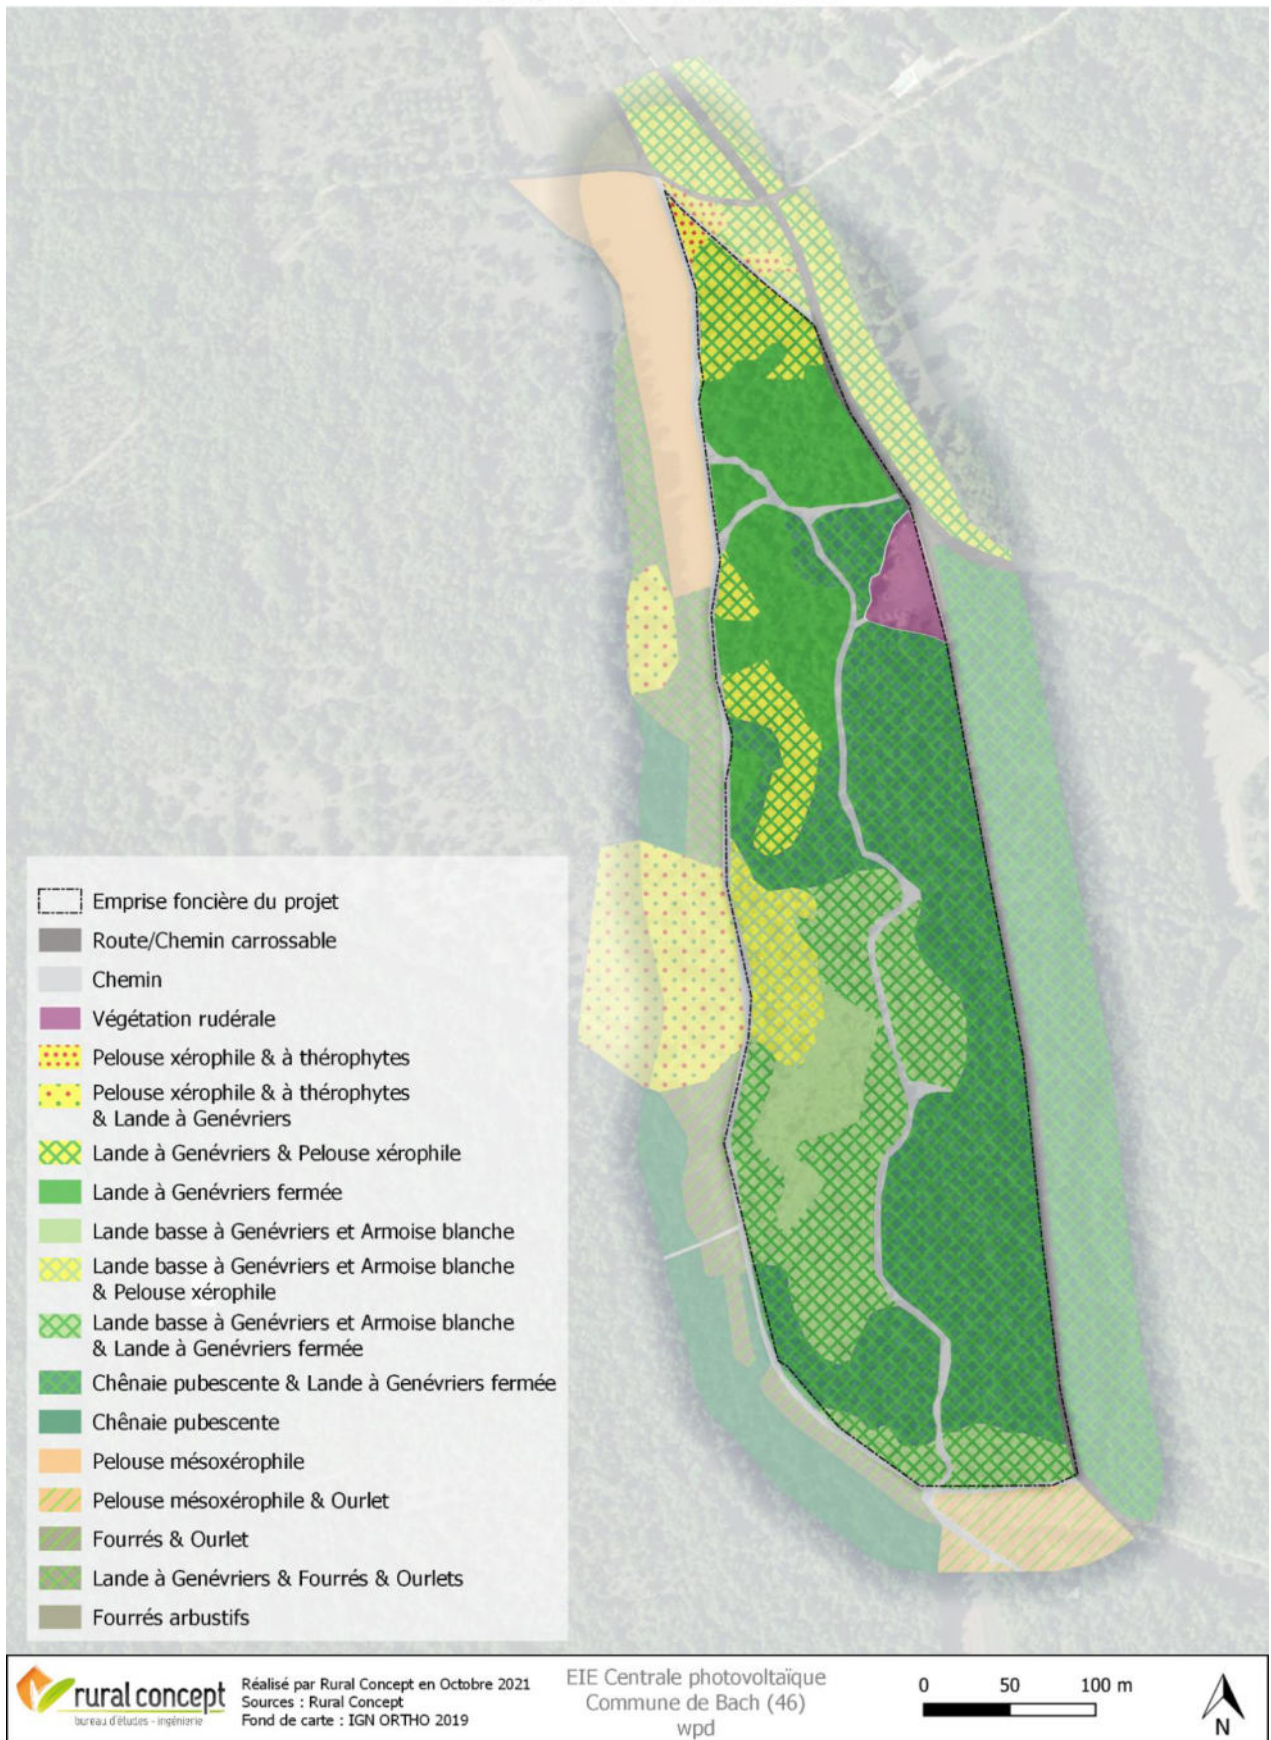 Emprise foncière du projet
Route/Chemin carrossable
Chemin
Végétation rudérale
Pelouse xérophile & à thérophytes
Pelouse xérophile & à thérophytes
& Lande à Genévriers
Lande à Genévriers & Pelouse xérophile
Lande à Genévriers fermée
Lande basse à Genévriers et Armoise blanche
Lande basse à Genévriers et Armoise blanche
& Pelouse xérophile
Lande basse à Genévriers et Armoise blanche
& Lande à Genévriers fermée
Chênaie pubescente & Lande à Genévriers fermée
Chênaie pubescente
Pelouse mésoxérophile
Pelouse mésoxérophile & Ourlet
Fourrés & Ourlet
Lande à Genévriers & Fourrés & Ourlets
Fourrés arbustifs
rural concept
bureau d'études - ingénierie
Réalisé par Rural Concept en Octobre 2021
Sources : Rural Concept
Fond de carte : IGN ORTHO 2019
EIE Centrale photovoltaïque
Commune de Bach (46)
wpd
0 50 100 m
N